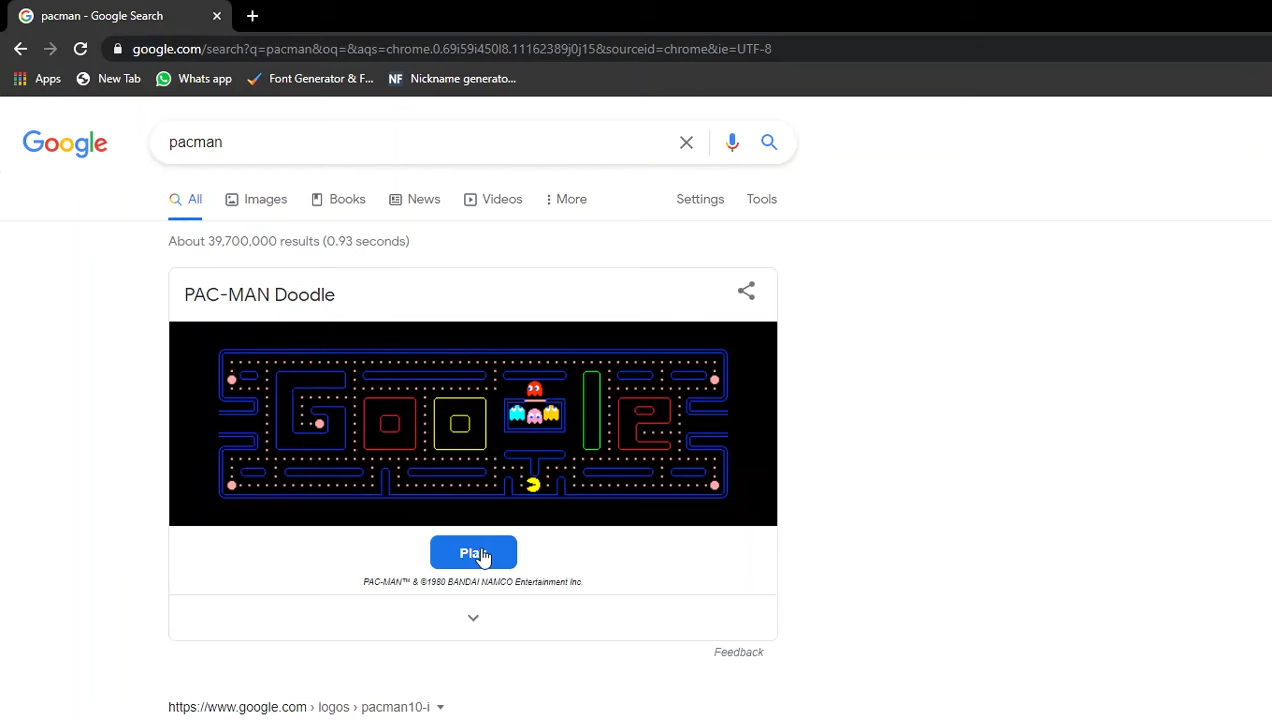 pacman - Google Search
google.com/search?q=pacman&oq=&aqs=chrome.0.69i59i450l8.11162389j0j15&sourceid=chrome&ie=UTF-8
Apps New Tab Whats app Font Generator & F... NF Nickname generato...
Google pacman
All Images Books News Videos More Settings Tools
About 39,700,000 results (0.93 seconds)
PAC-MAN Doodle
Google
PAC-MAN™ & ©1980 BANDAI NAMCO Entertainment Inc.
Feedback
https://www.google.com › logos › pacman10-i